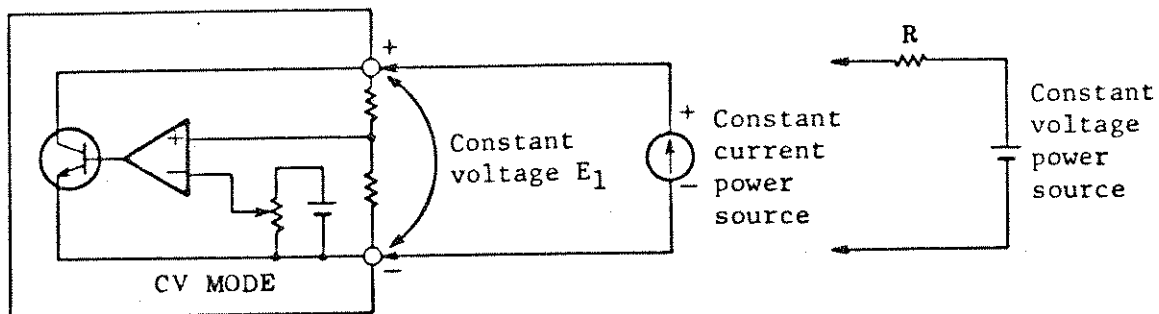 +
Constant
voltage E1
−
+
−
CV MODE
+
−
Constant
current
power
source
R
Constant
voltage
power
source